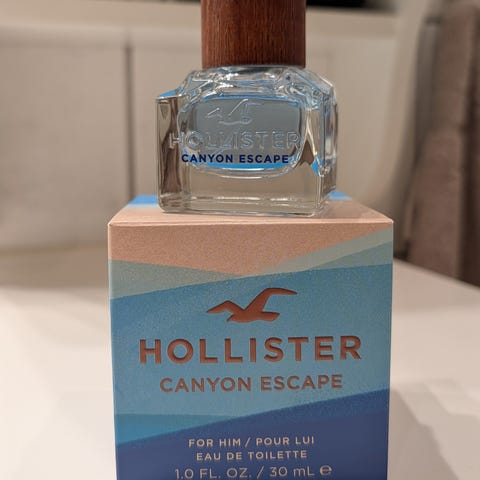 HOLLISTER
CANYON ESCAPE
HOLLISTER
CANYON ESCAPE
FOR HIM / POUR LUI
EAU DE TOILETTE
1.0 FL. OZ. / 30 ml ℮